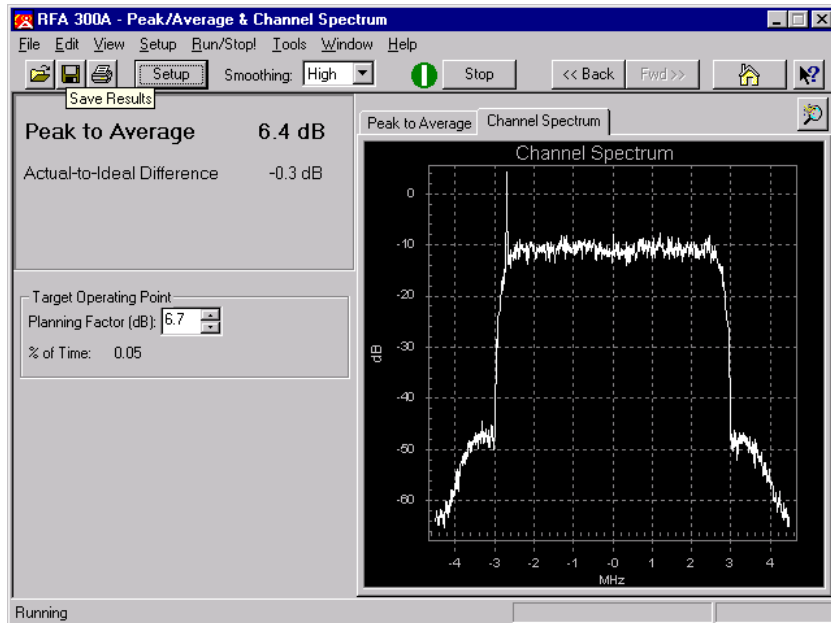 RFA 300A - Peak/Average & Channel Spectrum
File Edit View Setup Run/Stop! Tools Window Help
Setup Smoothing: High Stop << Back Fwd >>
Save Results
Peak to Average 6.4 dB
Actual-to-Ideal Difference -0.3 dB
Target Operating Point
Planning Factor (dB): 6.7
% of Time: 0.05
Peak to Average Channel Spectrum
Channel Spectrum
0
-10
-20
-30
-40
-50
-60
dB
-4 -3 -2 -1 -0 1 2 3 4
MHz
Running